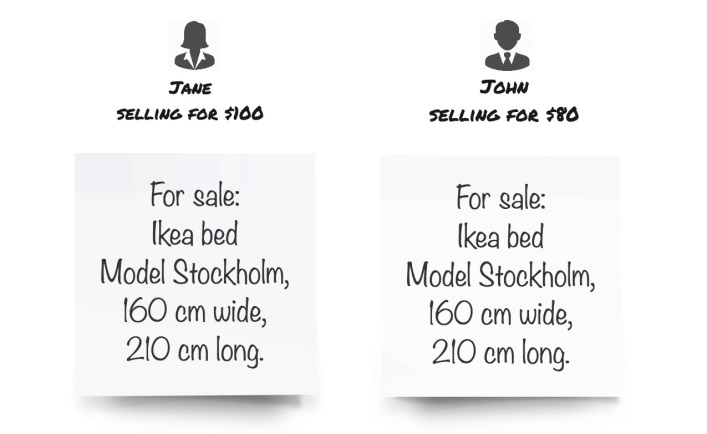 Jane
selling for $100
For sale:
Ikea bed
Model Stockholm,
160 cm wide,
210 cm long.
John
selling for $80
For sale:
Ikea bed
Model Stockholm,
160 cm wide,
210 cm long.